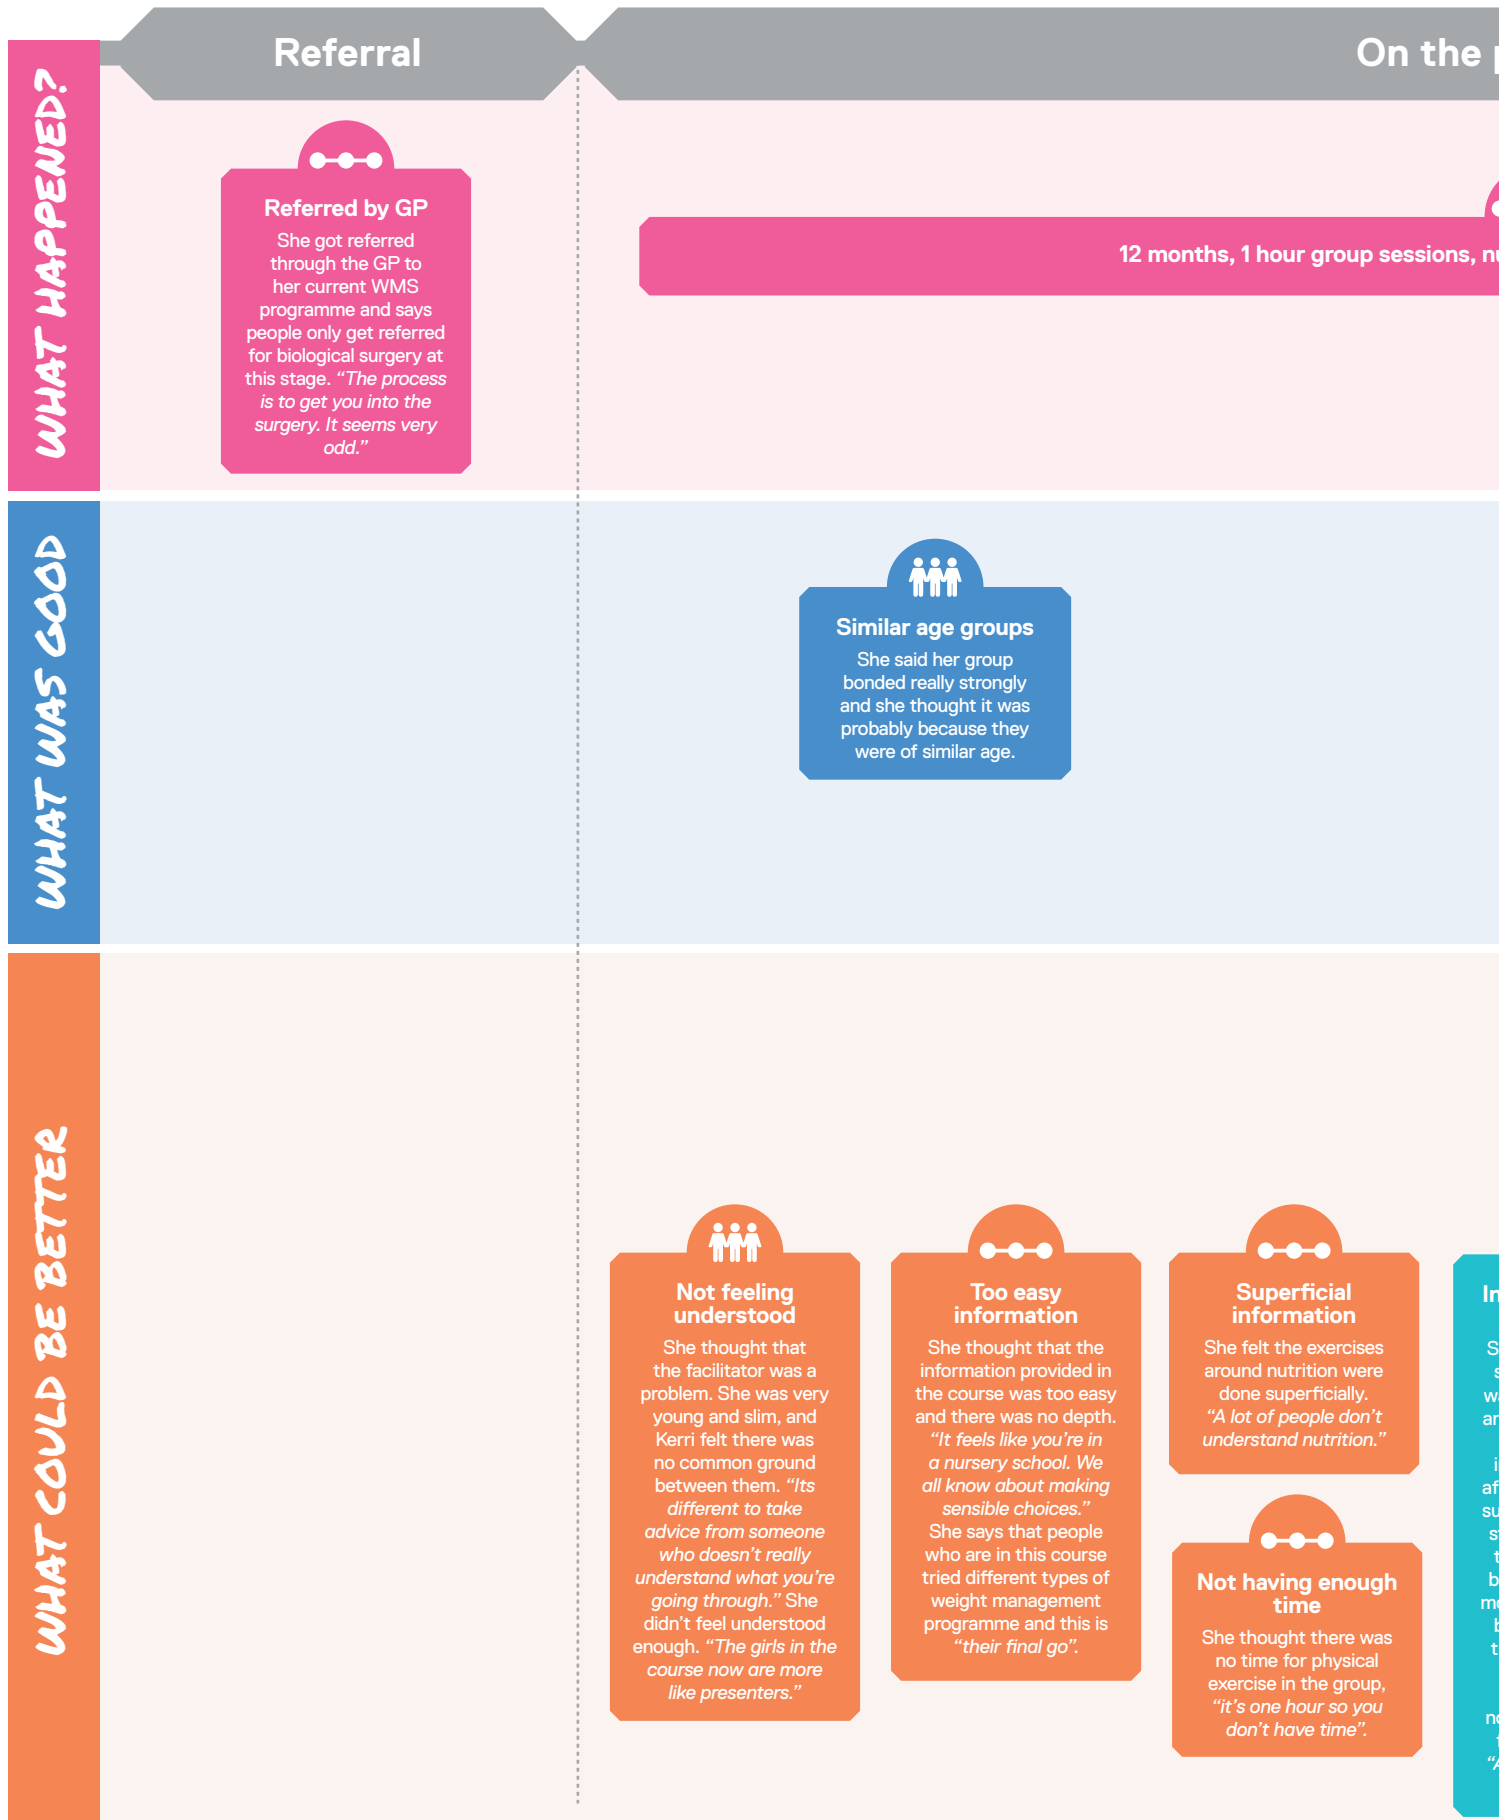 Referral
On the
WHAT HAPPENED?
Referred by GP
She got referred
through the GP to
her current WMS
programme and says
people only get referred
for biological surgery at
this stage. “The process
is to get you into the
surgery. It seems very
odd.”
12 months, 1 hour group sessions,
WHAT WAS GOOD
Similar age groups
She said her group
bonded really strongly
and she thought it was
probably because they
were of similar age.
WHAT COULD BE BETTER
Not feeling
understood
She thought that
the facilitator was a
problem. She was very
young and slim, and
Kerri felt there was
no common ground
between them. “Its
different to take
advice from someone
who doesn’t really
understand what you’re
going through.” She
didn’t feel understood
enough. “The girls in the
course now are more
like presenters.”
Too easy
information
She thought that the
information provided in
the course was too easy
and there was no depth.
“It feels like you’re in
a nursery school. We
all know about making
sensible choices.”
She says that people
who are in this course
tried different types of
weight management
programme and this is
“their final go”.
Superficial
information
She felt the exercises
around nutrition were
done superficially.
“A lot of people don’t
understand nutrition.”
Not having enough
time
She thought there was
no time for physical
exercise in the group,
“it’s one hour so you
don’t have time”.